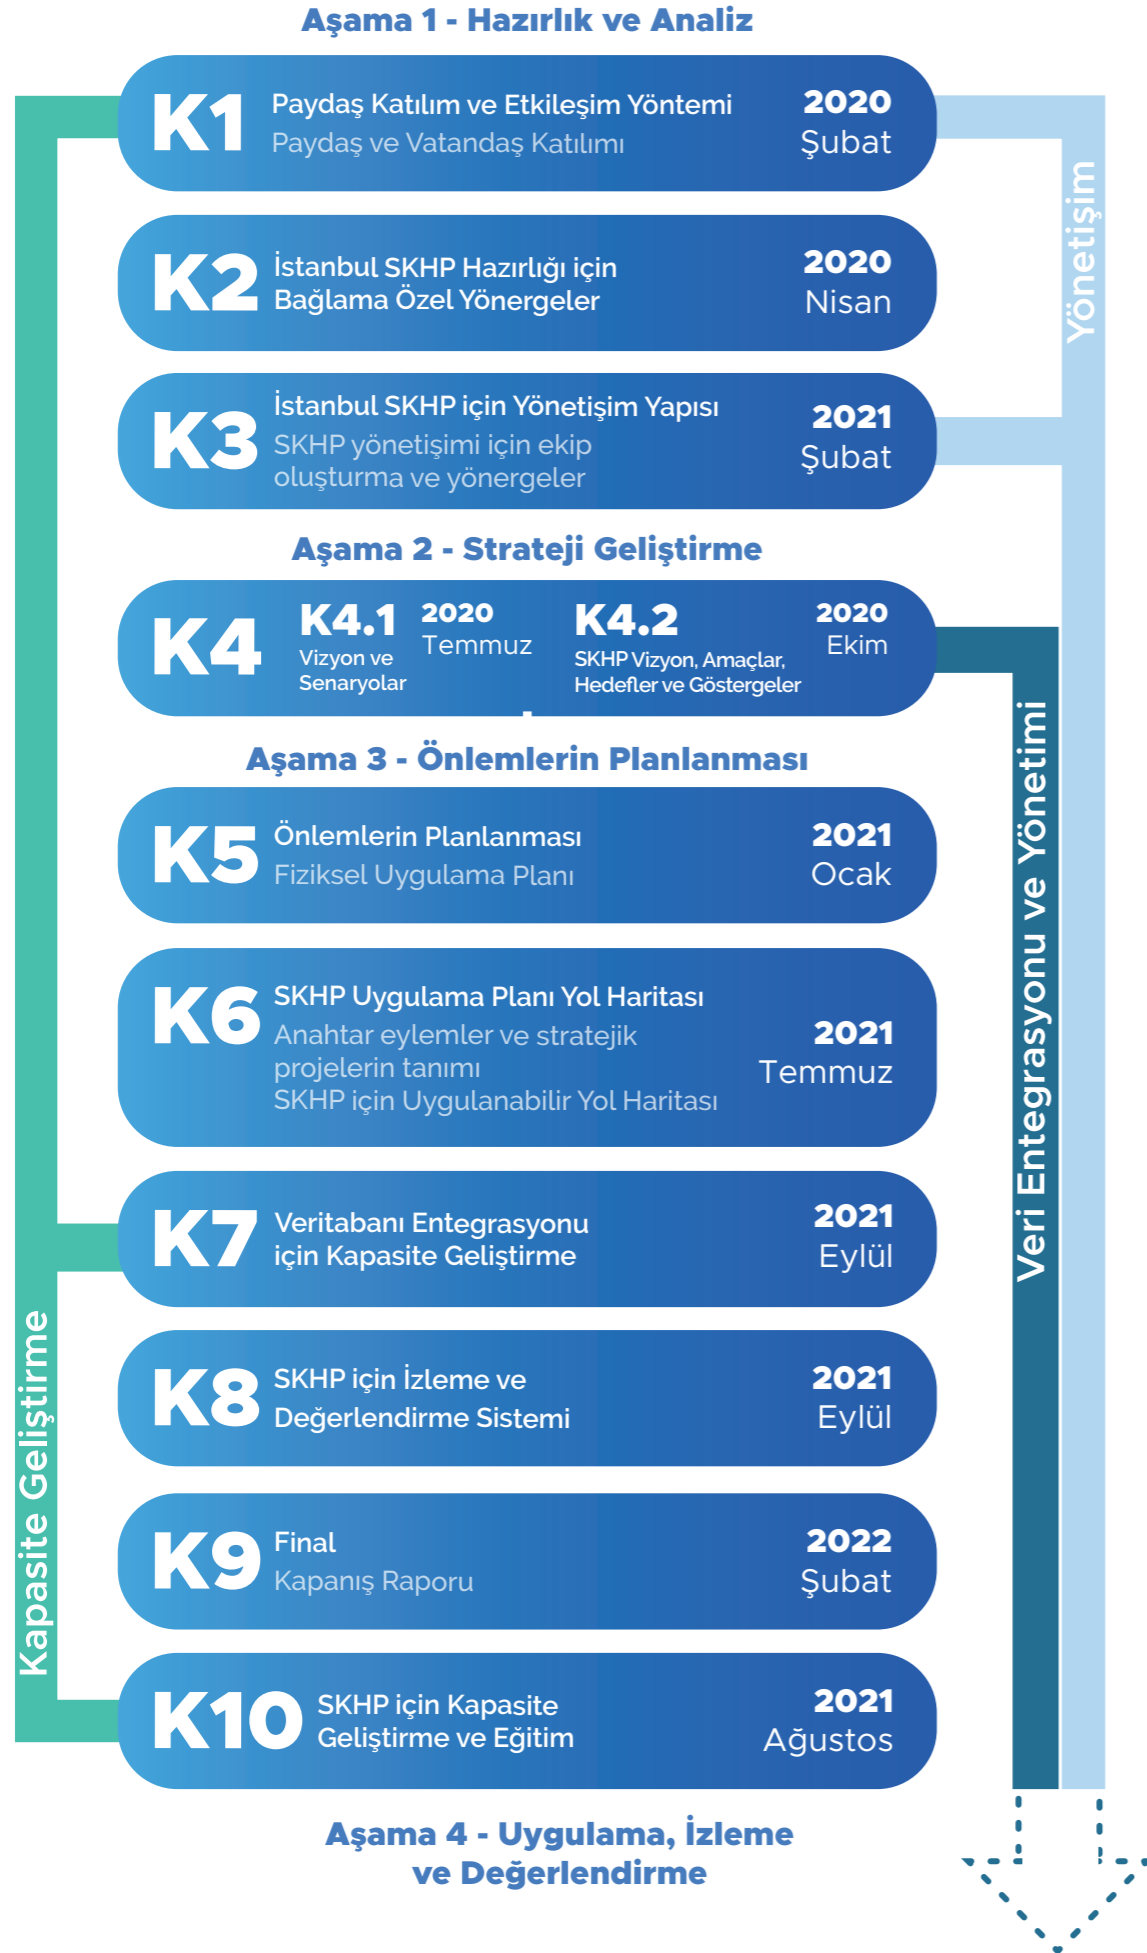 Aşama 1 - Hazırlık ve Analiz
K1
Paydaş Katılım ve Etkileşim Yöntemi
Paydaş ve Vatandaş Katılımı
2020
Şubat
K2
İstanbul SKHP Hazırlığı için
Bağlama Özel Yönergeler
2020
Nisan
K3
İstanbul SKHP için Yönetişim Yapısı
SKHP yönetişimi için ekip
oluşturma ve yönergeler
2021
Şubat
Yönetişim
Aşama 2 - Strateji Geliştirme
K4
K4.1
Vizyon ve
Senaryolar
2020
Temmuz
K4.2
SKHP Vizyon, Amaçlar,
Hedefler ve Göstergeler
2020
Ekim
Aşama 3 - Önlemlerin Planlanması
K5
Önlemlerin Planlanması
Fiziksel Uygulama Planı
2021
Ocak
K6
SKHP Uygulama Planı Yol Haritası
Anahtar eylemler ve stratejik
projelerin tanımı
SKHP için Uygulanabilir Yol Haritası
2021
Temmuz
Veri Entegrasyonu ve Yönetimi
K7
Veritabanı Entegrasyonu
için Kapasite Geliştirme
2021
Eylül
K8
SKHP için İzleme ve
Değerlendirme Sistemi
2021
Eylül
K9
Final
Kapanış Raporu
2022
Şubat
Kapasite Geliştirme
K10
SKHP için Kapasite
Geliştirme ve Eğitim
2021
Ağustos
Aşama 4 - Uygulama, İzleme
ve Değerlendirme